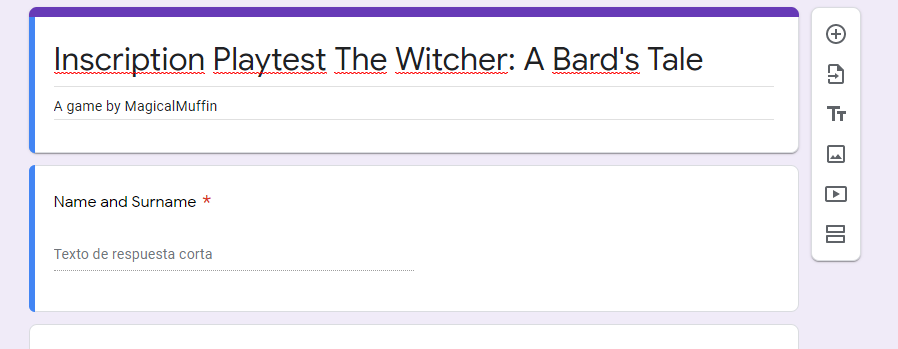 Inscription Playtest The Witcher: A Bard's Tale
A game by MagicalMuffin
Name and Surname *
Texto de respuesta corta